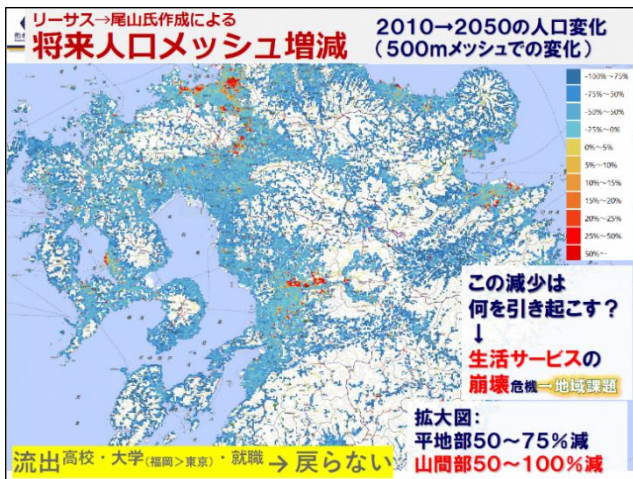 リーサス→尾山氏作成による
将来人口メッシュ増減
2010→2050の人口変化
（500mメッシュでの変化）
-100%~-75%
-75%~-50%
-50%~-50%
-25%~0%
0%~5%
5%~10%
10%~15%
15%~20%
20%~25%
25%~50%
50%~
この減少は
何を引き起こす？
↓
生活サービスの
崩壊危機→地域課題
拡大図：
平地部50～75%減
山間部50～100%減
流出高校・大学(福岡>東京)・就職→戻らない